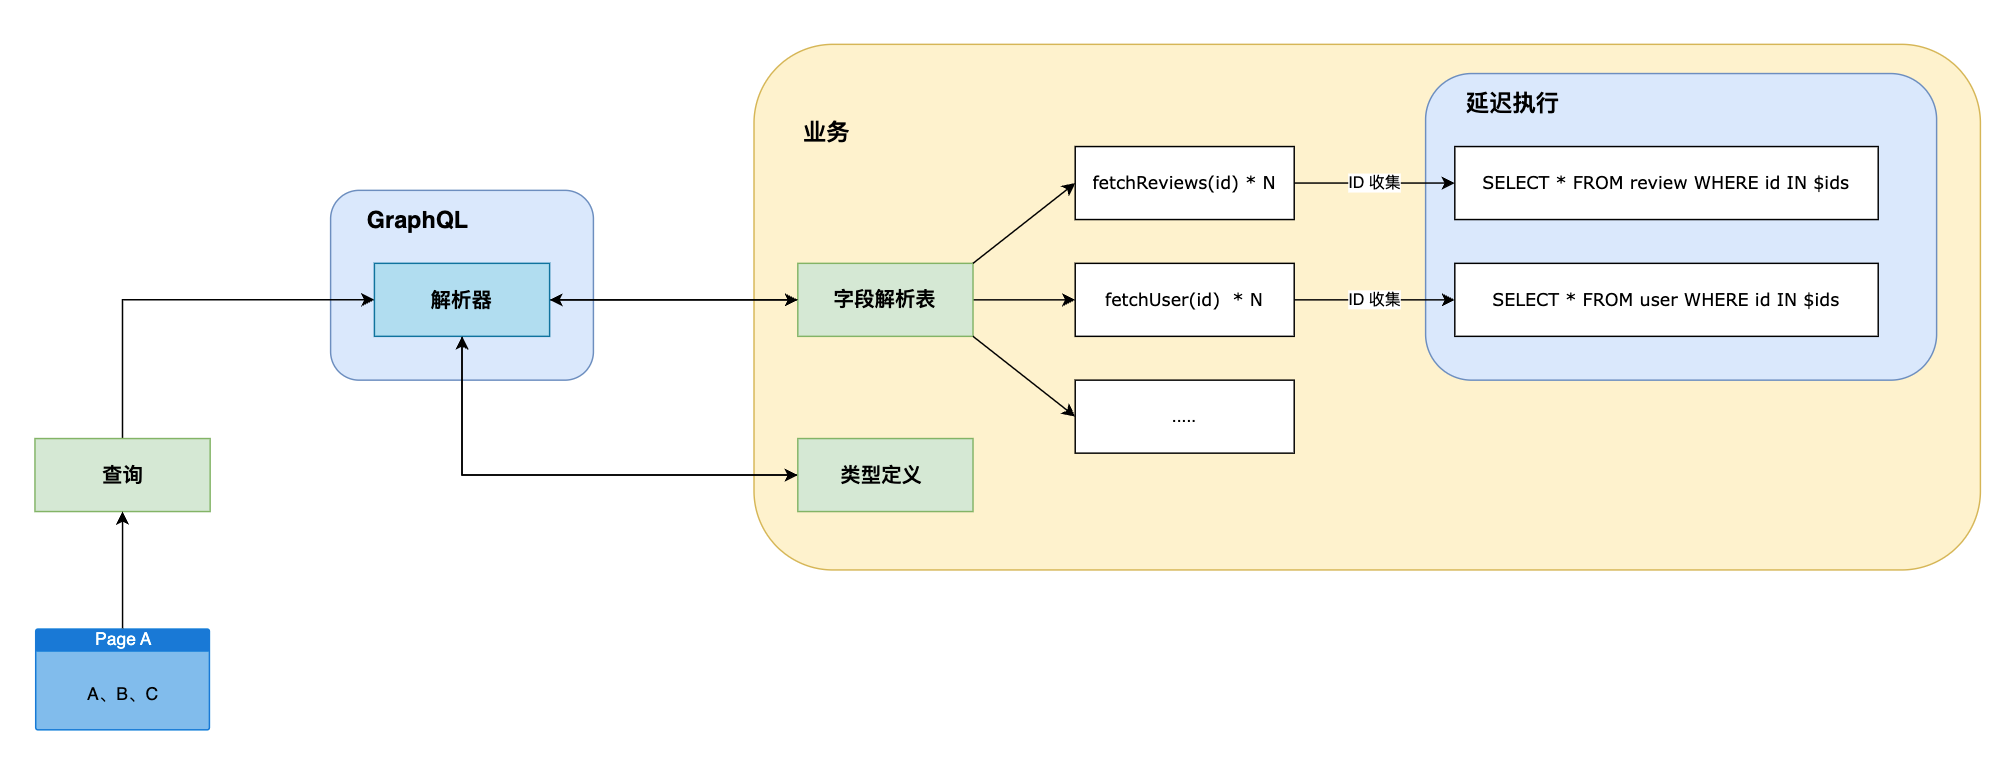 延迟执行
业务
fetchReviews(id) * N
ID 收集
SELECT * FROM review WHERE id IN $ids
GraphQL
解析器
字段解析表
fetchUser(id) * N
ID 收集
SELECT * FROM user WHERE id IN $ids
.....
查询
类型定义
Page A
A、B、C